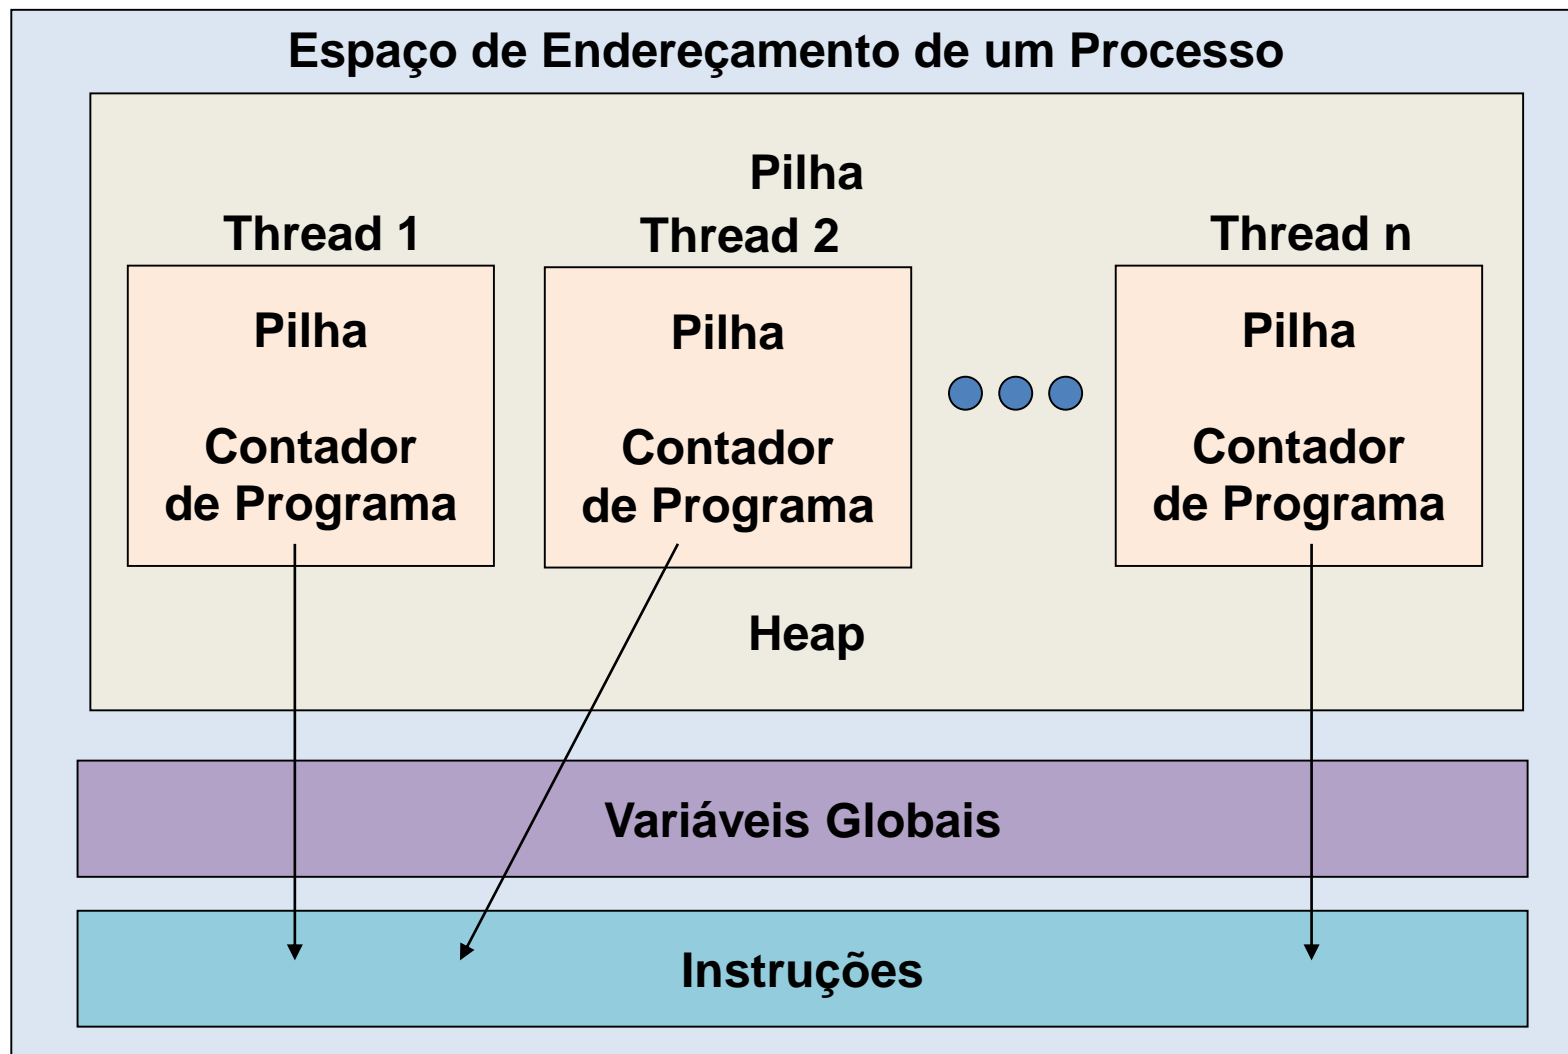 Espaço de Endereçamento de um Processo
Pilha
Thread 1
Thread 2
Thread n
Pilha
Contador
de Programa
Pilha
Contador
de Programa
Pilha
Contador
de Programa
Heap
Variáveis Globais
Instruções